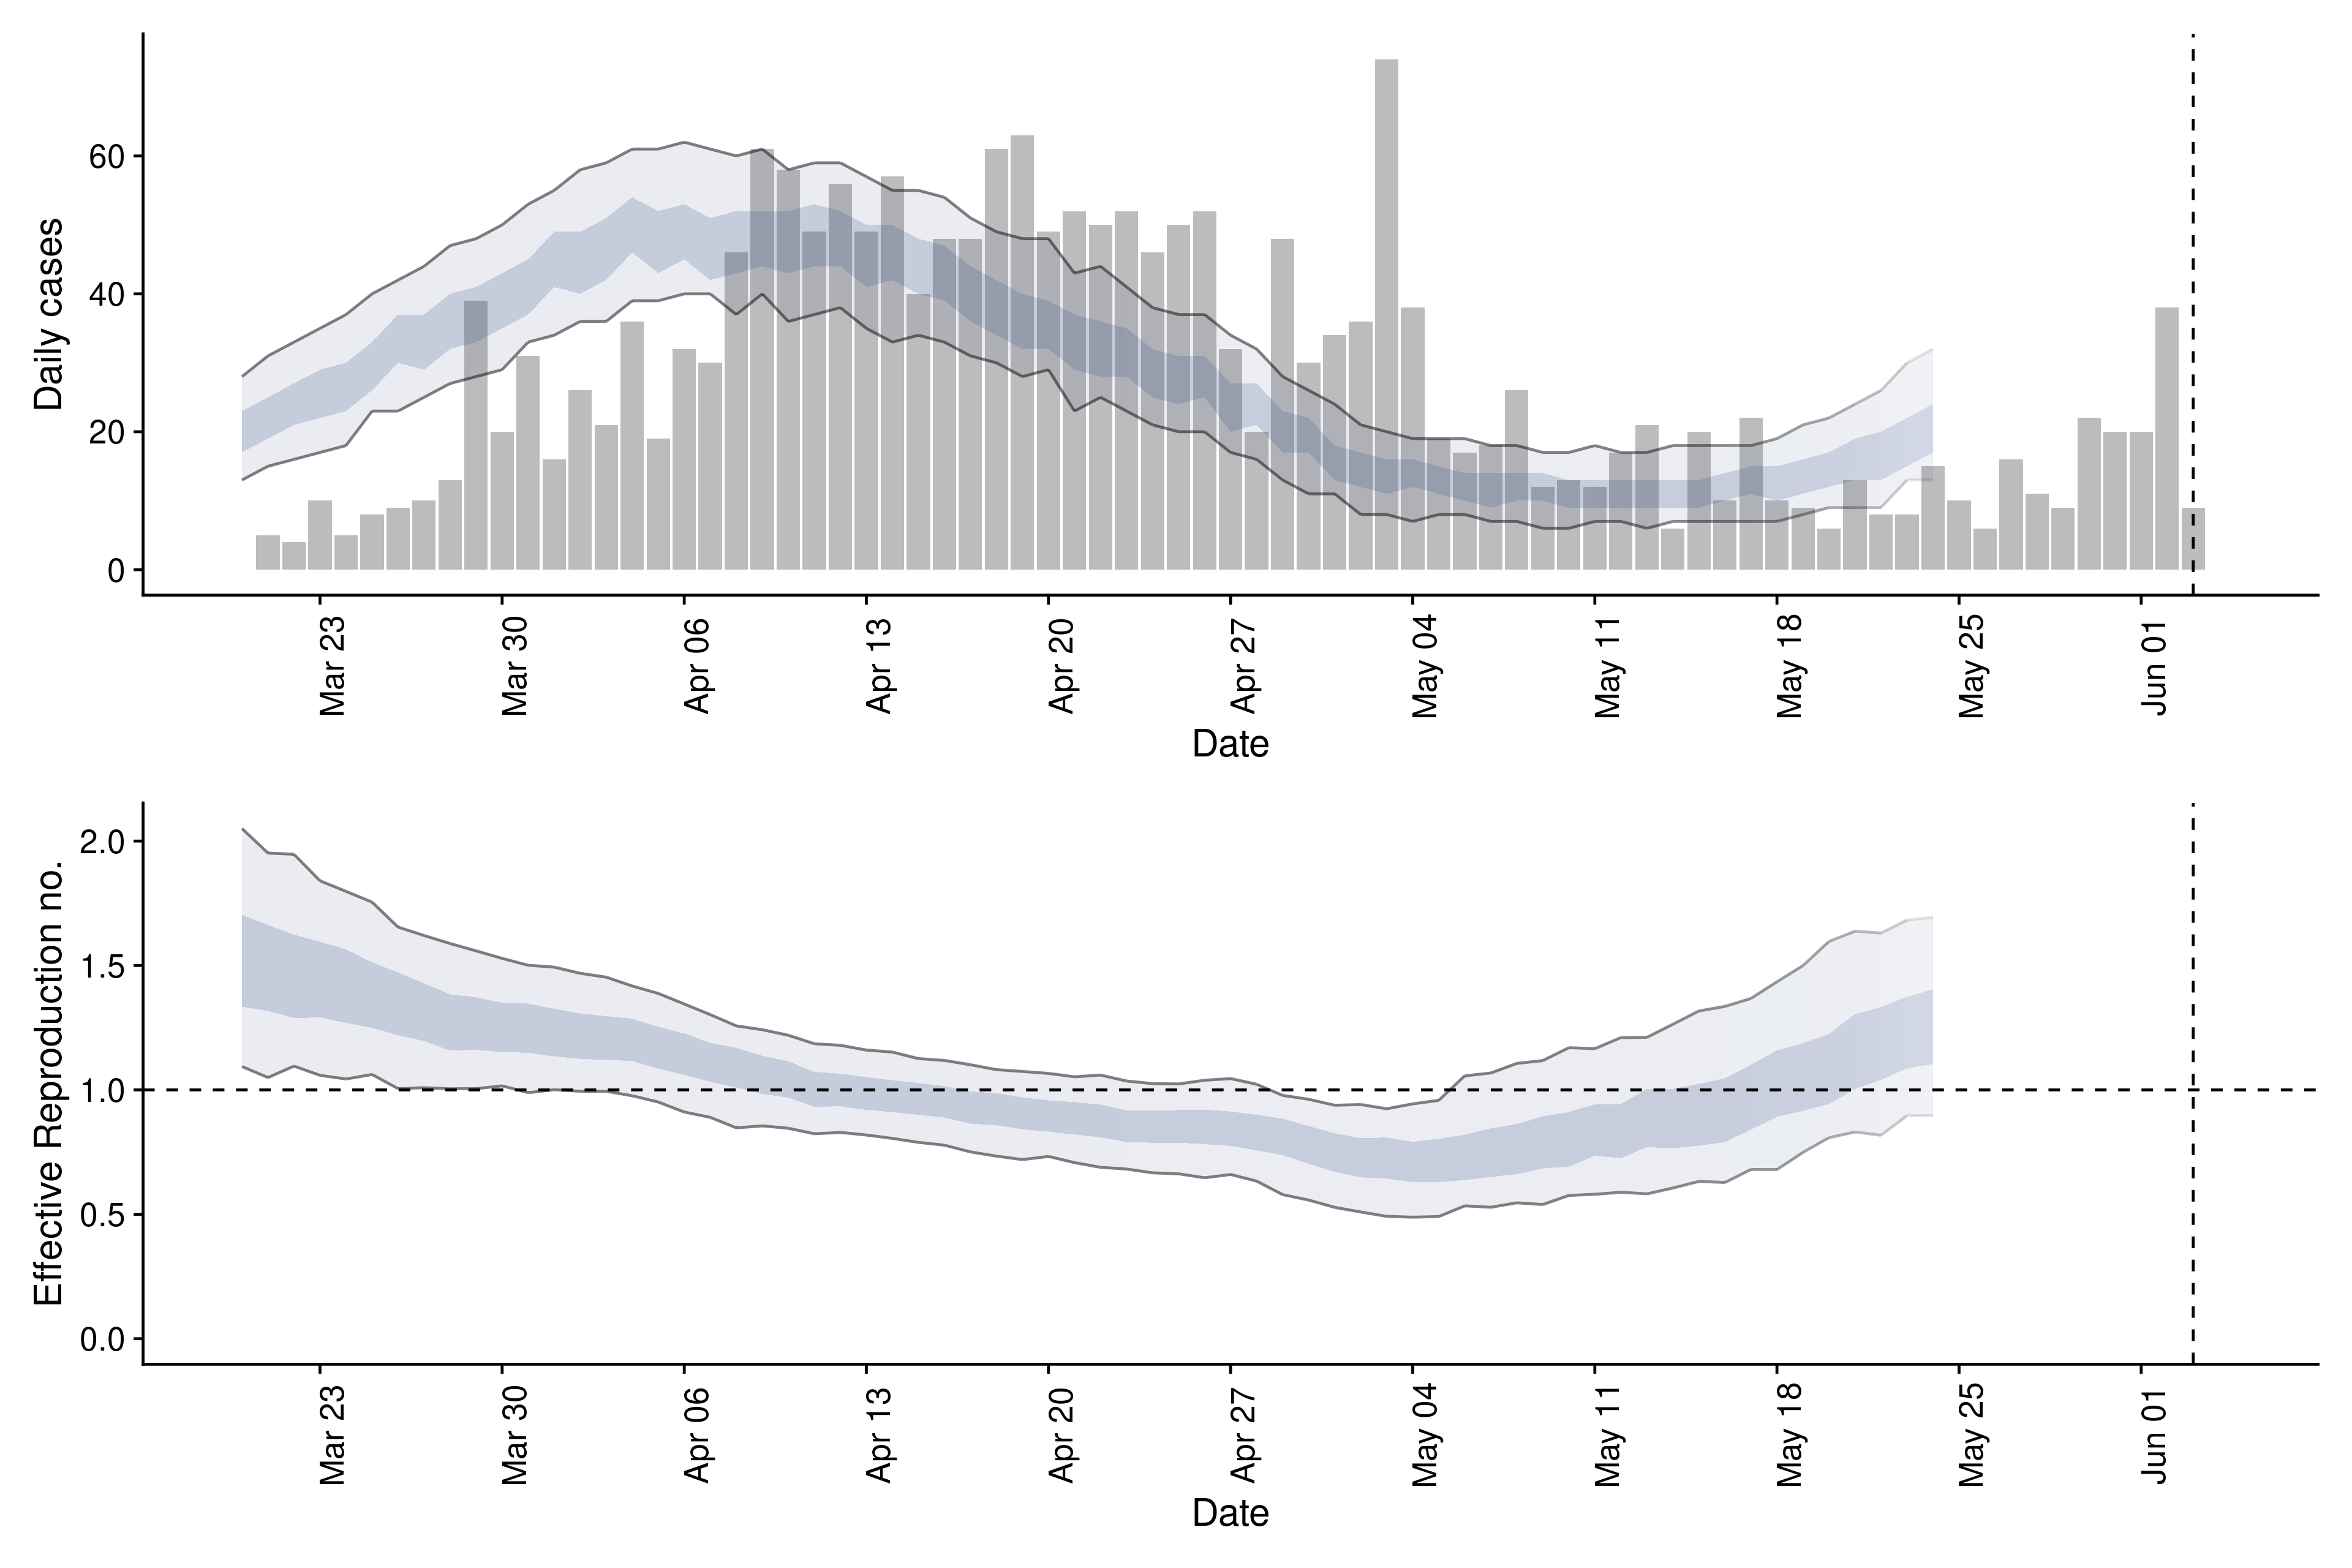 Daily cases
60
40
20
0
Mar 23
Mar 30
Apr 06
Apr 13
Apr 20
Apr 27
May 04
May 11
May 18
May 25
Jun 01
Date
Effective Reproduction no.
2.0
1.5
1.0
0.5
0.0
Mar 23
Mar 30
Apr 06
Apr 13
Apr 20
Apr 27
May 04
May 11
May 18
May 25
Jun 01
Date